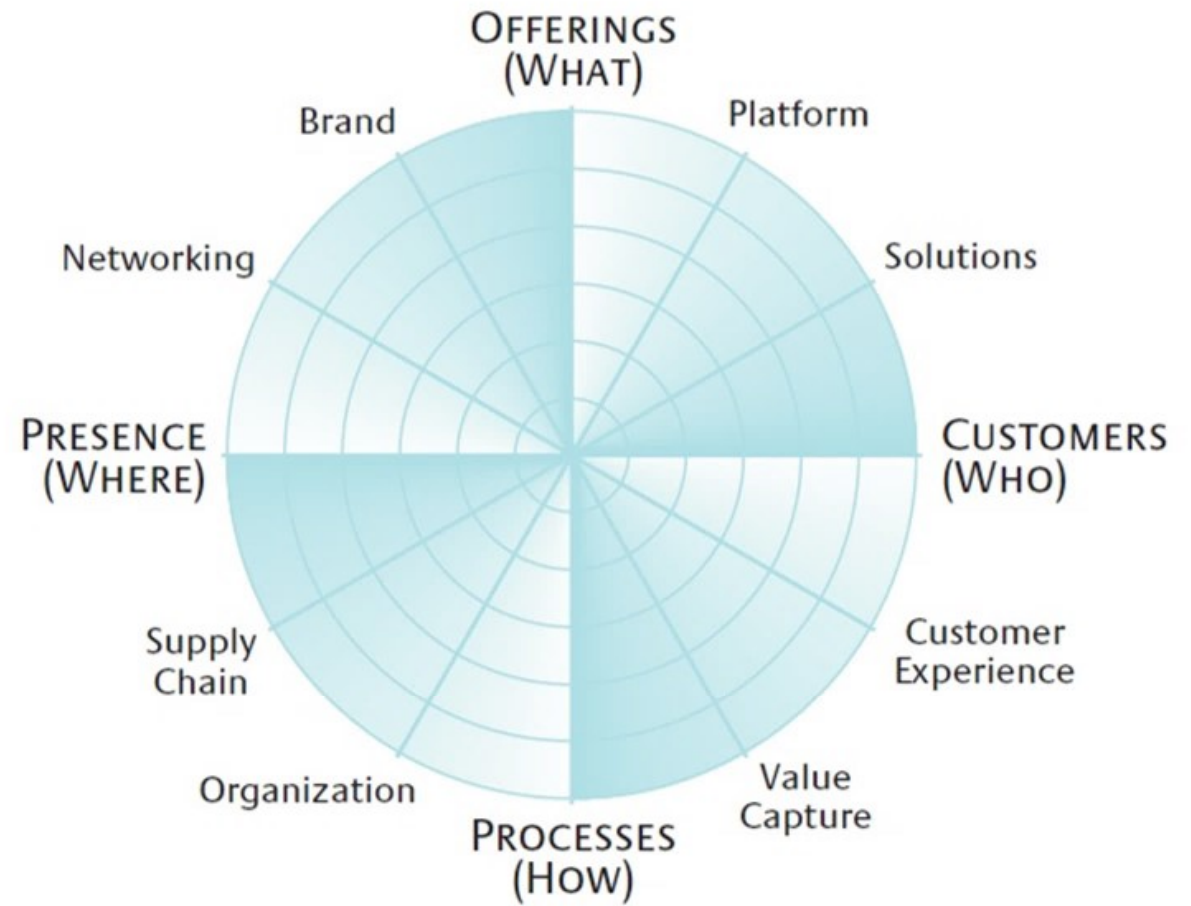 OFFERINGS
(WHAT)
Platform
Solutions
CUSTOMERS
(WHO)
Customer
Experience
Value
Capture
PROCESSES
(HOW)
Organization
Supply
Chain
PRESENCE
(WHERE)
Networking
Brand